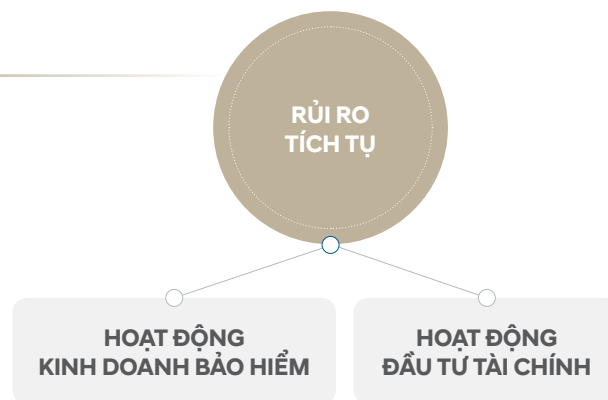 RỦI RO
TÍCH TỤ
HOẠT ĐỘNG
KINH DOANH BẢO HIỂM
HOẠT ĐỘNG
ĐẦU TƯ TÀI CHÍNH